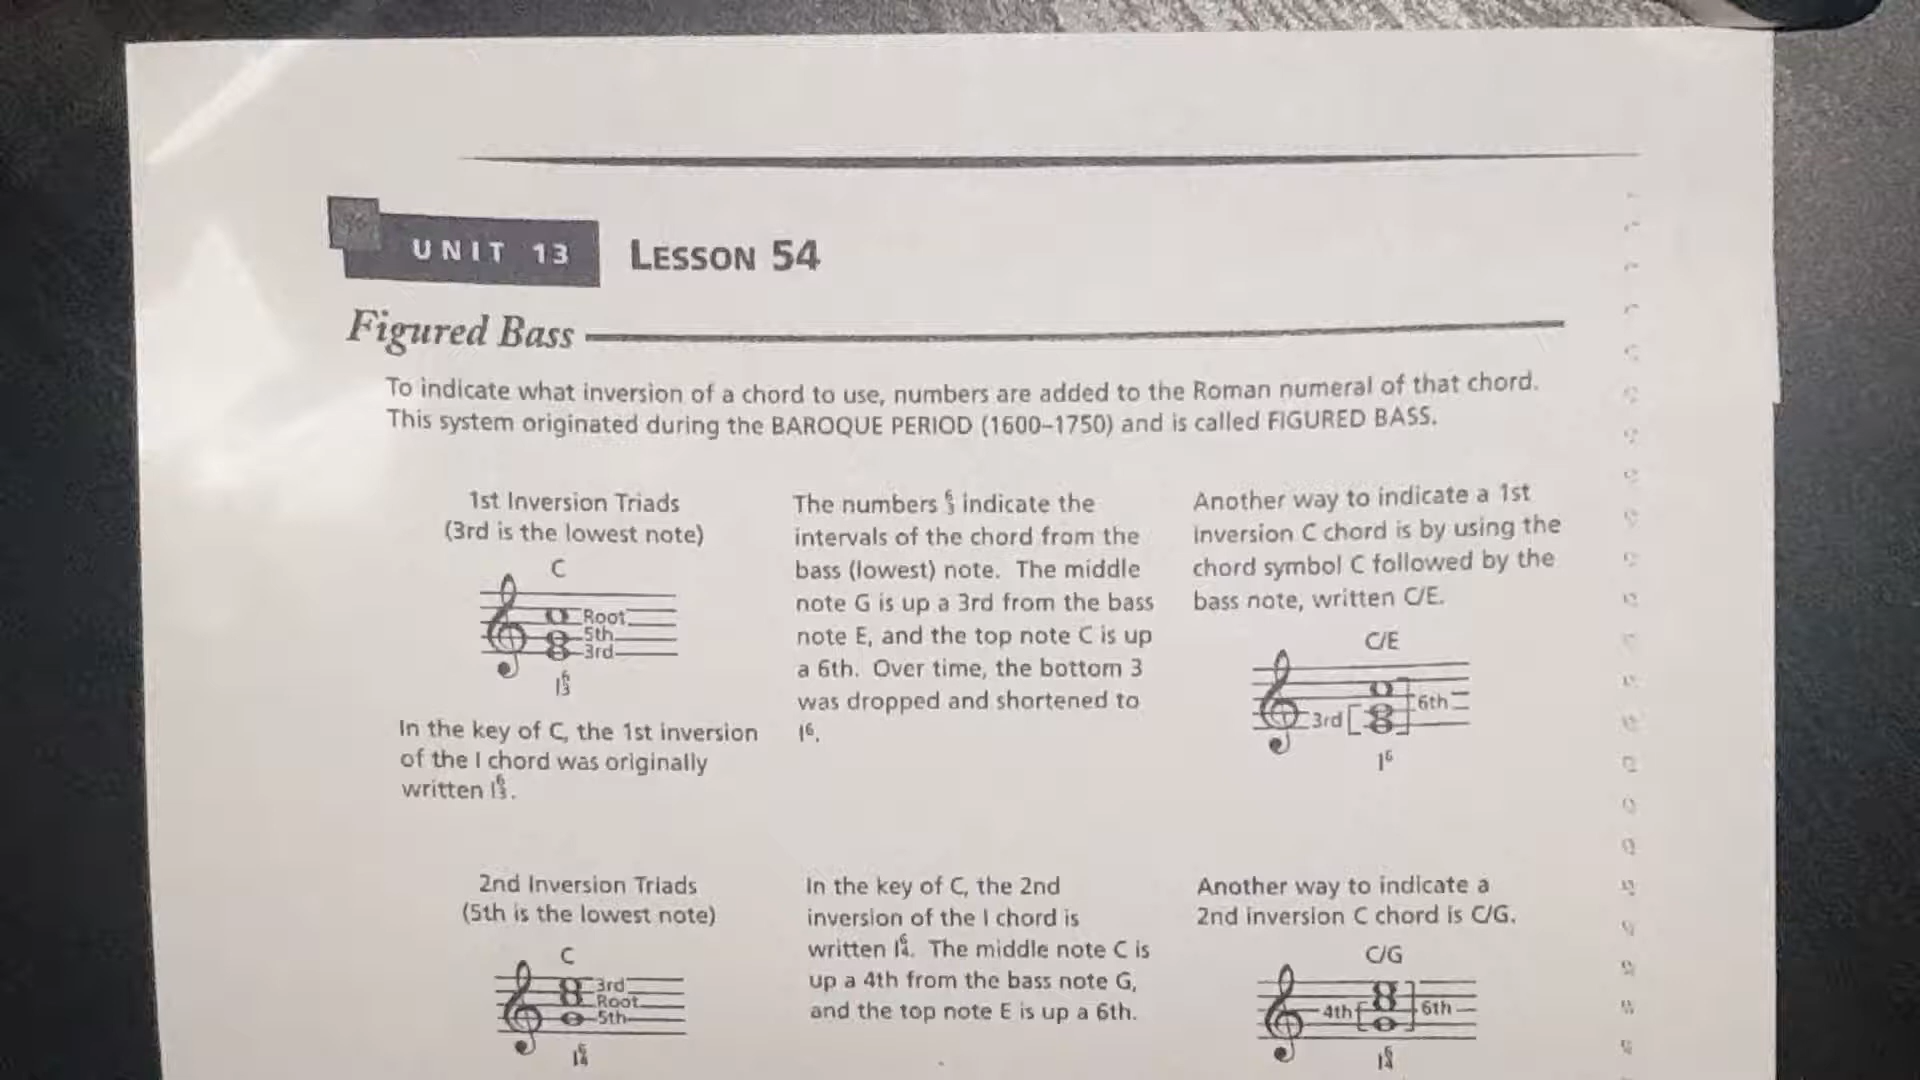 UNIT 13 LESSON 54
Figured Bass
To indicate what inversion of a chord to use, numbers are added to the Roman numeral of that chord.
This system originated during the BAROQUE PERIOD (1600–1750) and is called FIGURED BASS.
1st Inversion Triads
(3rd is the lowest note)
C
Root
5th
3rd
I63
In the key of C, the 1st inversion
of the I chord was originally
written I63.
The numbers 63 indicate the
intervals of the chord from the
bass (lowest) note. The middle
note G is up a 3rd from the bass
note E, and the top note C is up
a 6th. Over time, the bottom 3
was dropped and shortened to
I6.
Another way to indicate a 1st
inversion C chord is by using the
chord symbol C followed by the
bass note, written C/E.
C/E
3rd 6th
I6
2nd Inversion Triads
(5th is the lowest note)
C
3rd
Root
5th
I64
In the key of C, the 2nd
inversion of the I chord is
written I64. The middle note C is
up a 4th from the bass note G,
and the top note E is up a 6th.
Another way to indicate a
2nd inversion C chord is C/G.
C/G
4th 6th
I64